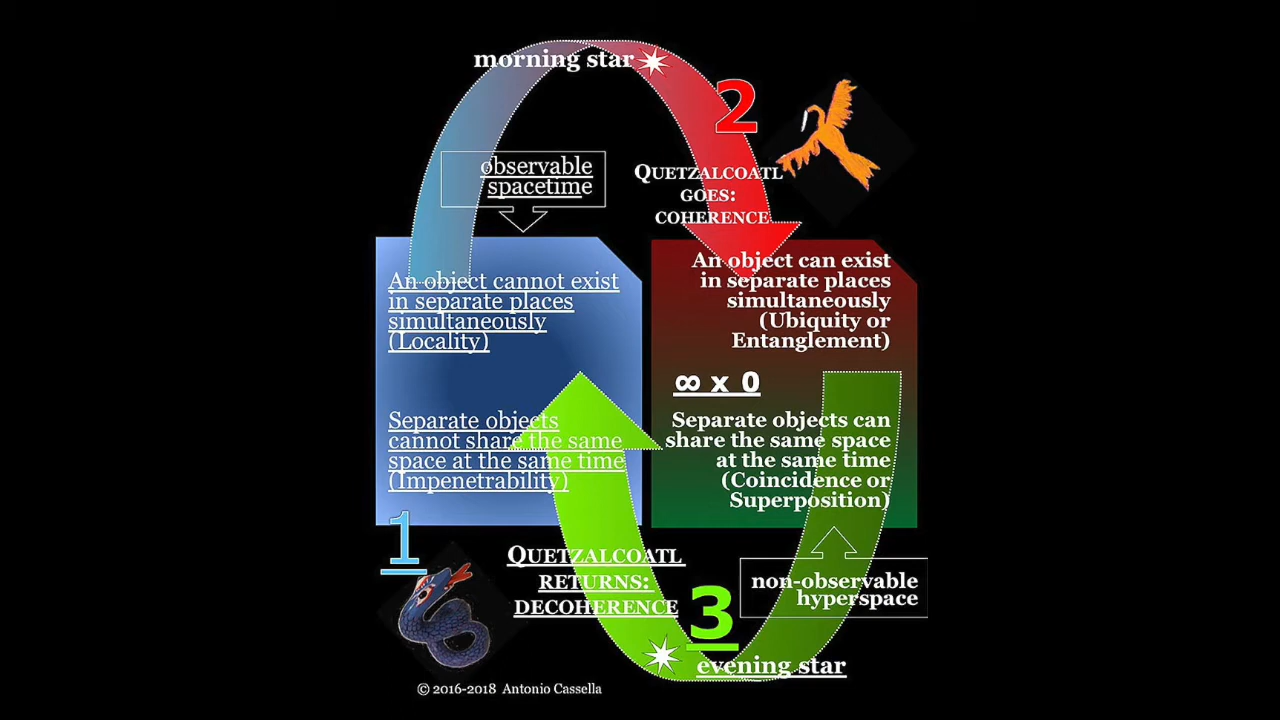 morning star
2
observable
spacetime
QUETZALCOATL
GOES:
COHERENCE
An object cannot exist
in separate places
simultaneously
(Locality)
An object can exist
in separate places
simultaneously
(Ubiquity or
Entanglement)
∞ x 0
Separate objects
cannot share the same
space at the same time
(Impenetrability)
Separate objects can
share the same space
at the same time
(Coincidence or
Superposition)
1
QUETZALCOATL
RETURNS:
DECOHERENCE
non-observable
hyperspace
3
evening star
© 2016-2018 Antonio Cassella